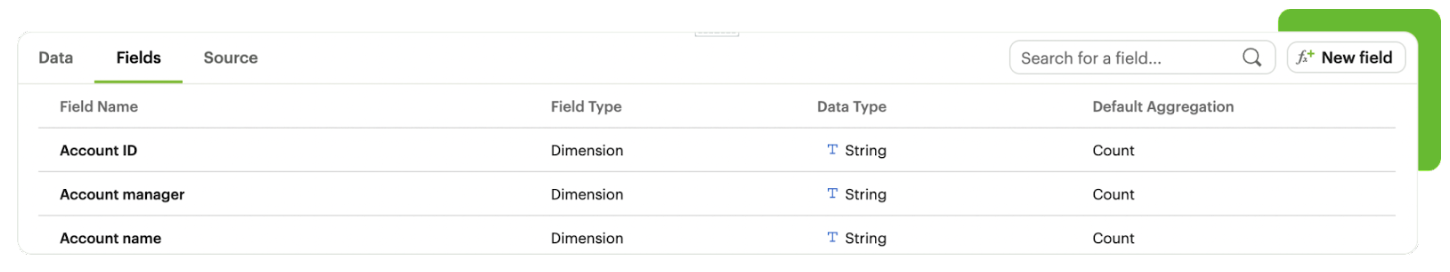 Data Fields Source Search for a field... fx+ New field
Field Name Field Type Data Type Default Aggregation
Account ID Dimension T String Count
Account manager Dimension T String Count
Account name Dimension T String Count